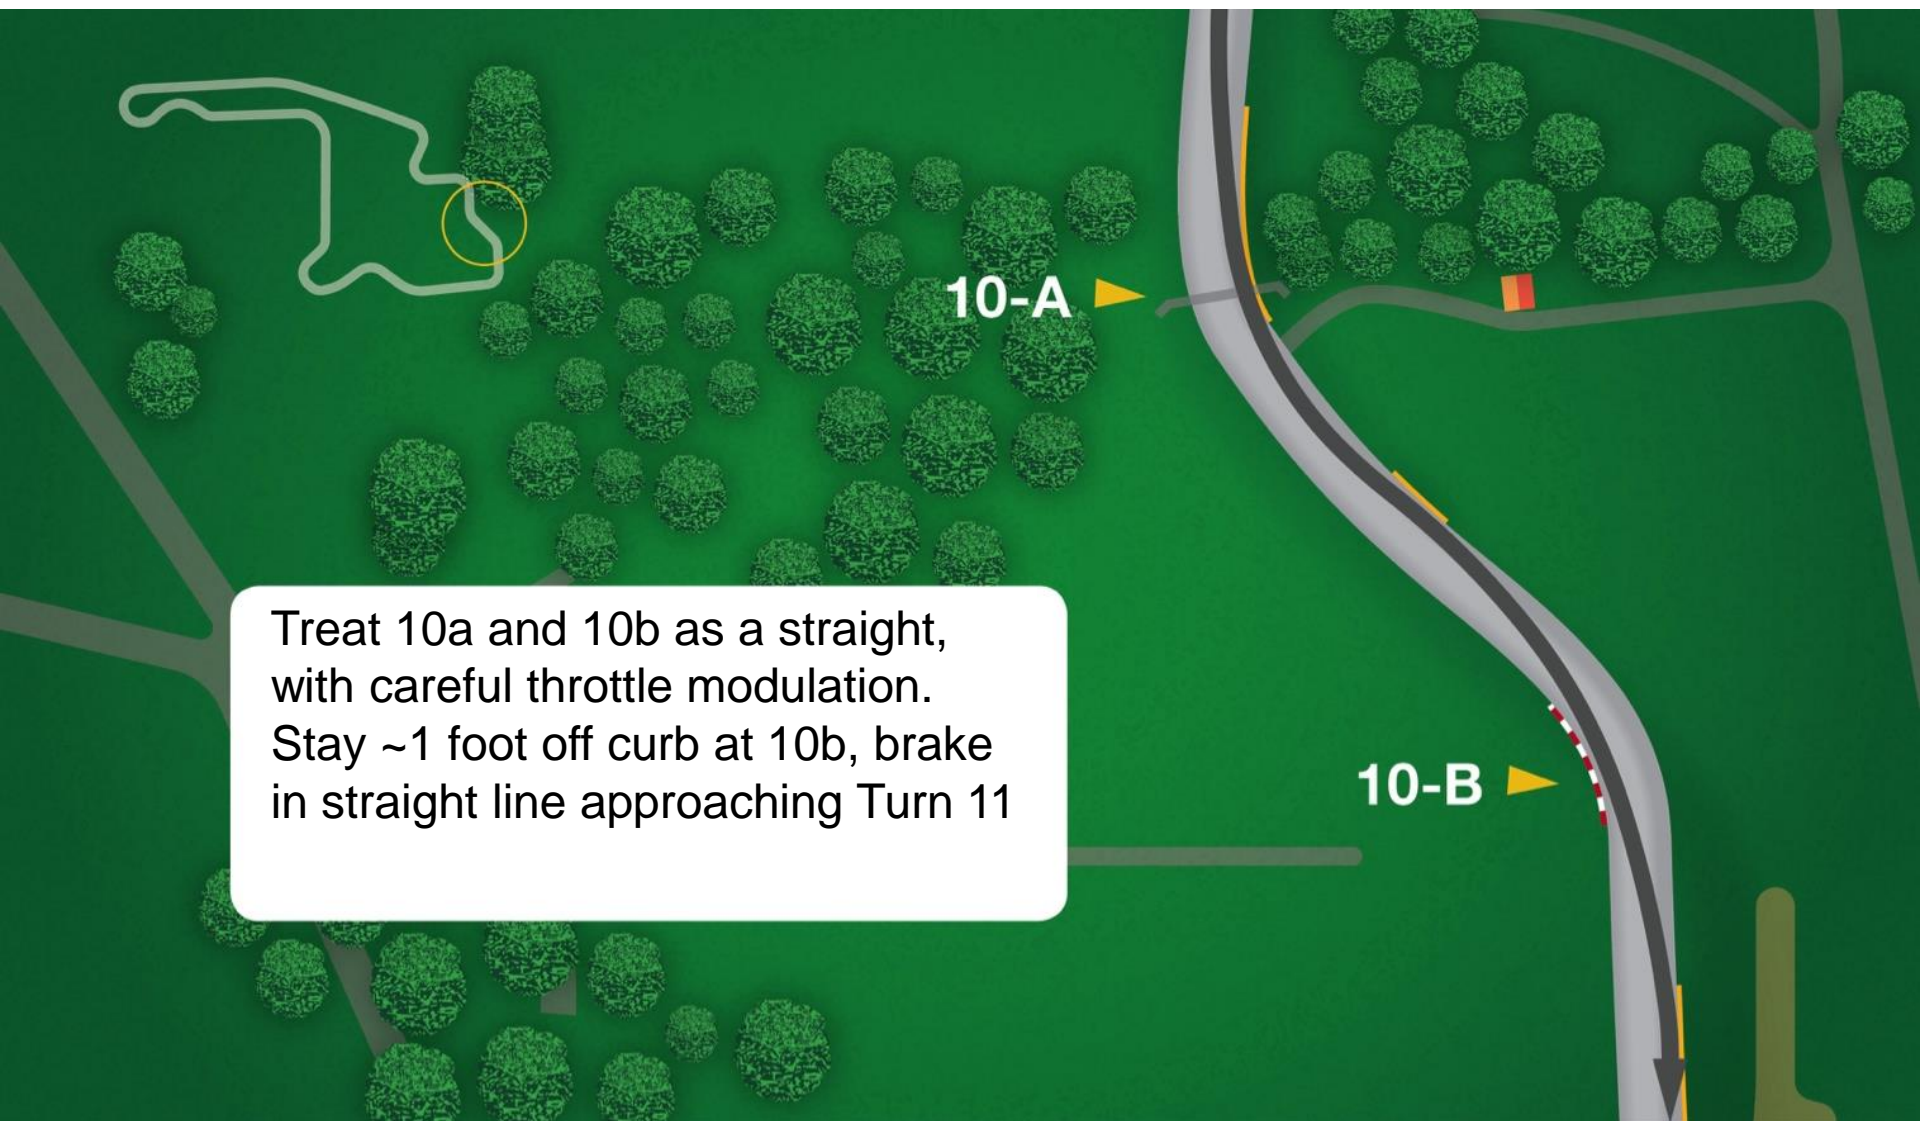 10-A
Treat 10a and 10b as a straight,
with careful throttle modulation.
Stay ~1 foot off curb at 10b, brake
in straight line approaching Turn 11
10-B